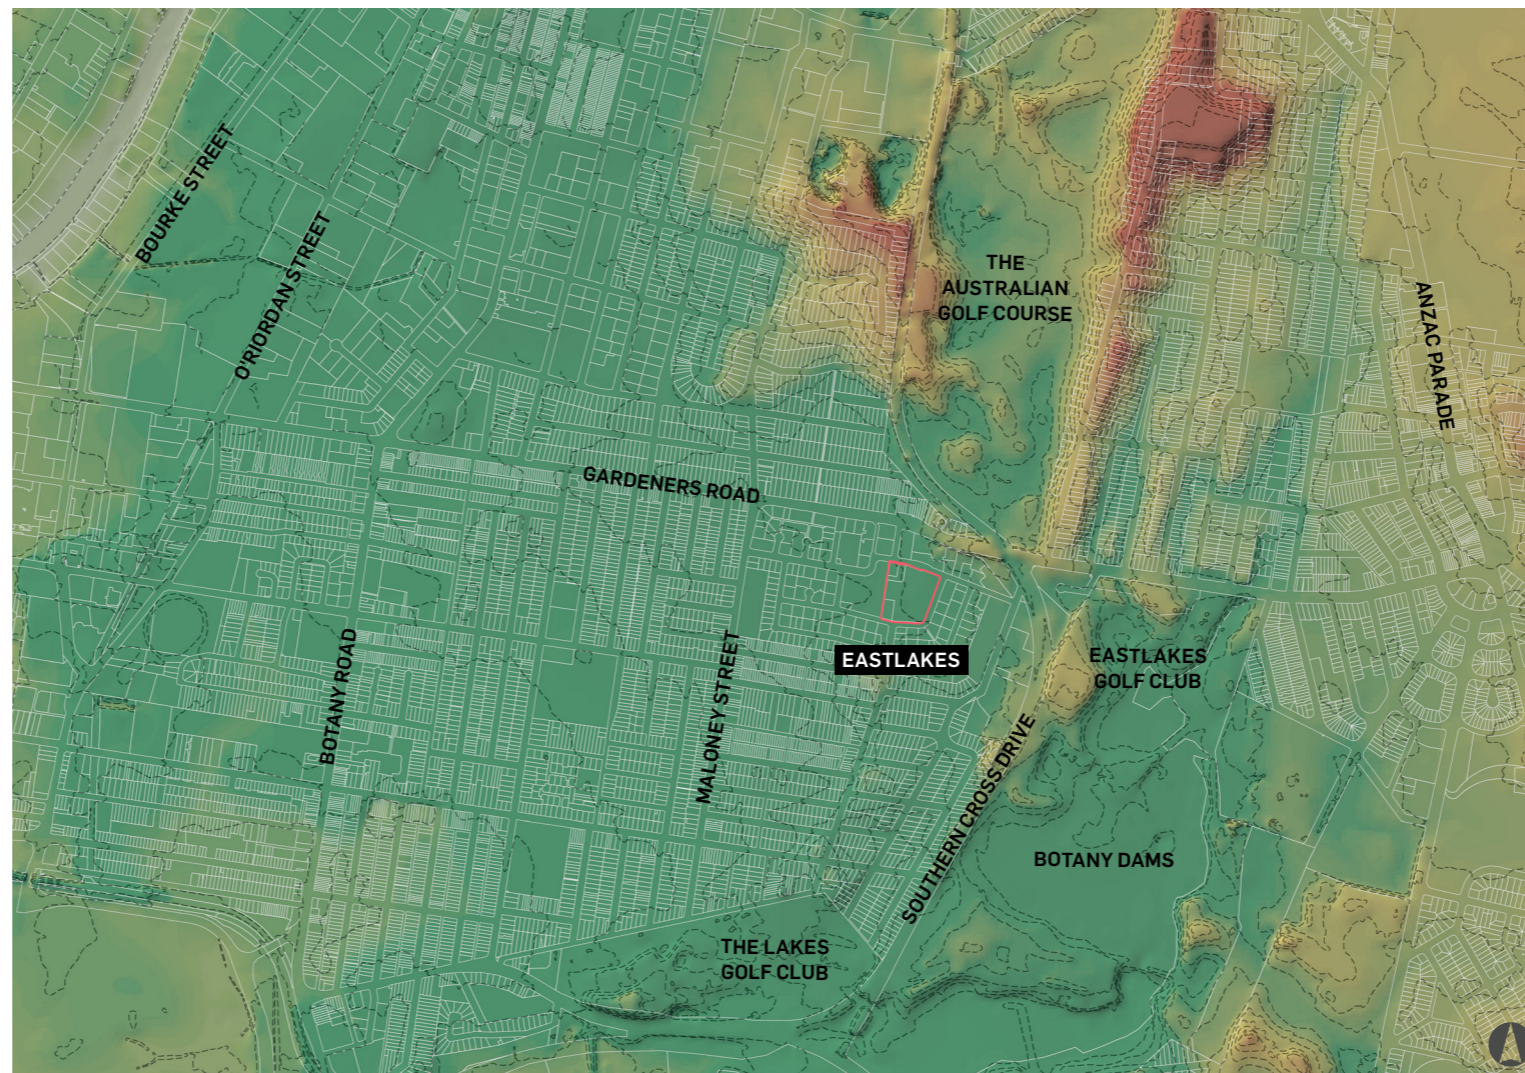 BOURKE STREET
O'RIORDAN STREET
THE
AUSTRALIAN
GOLF COURSE
ANZAC PARADE
GARDENERS ROAD
EASTLAKES
EASTLAKES
GOLF CLUB
BOTANY ROAD
MALONEY STREET
SOUTHERN CROSS DRIVE
BOTANY DAMS
THE LAKES
GOLF CLUB